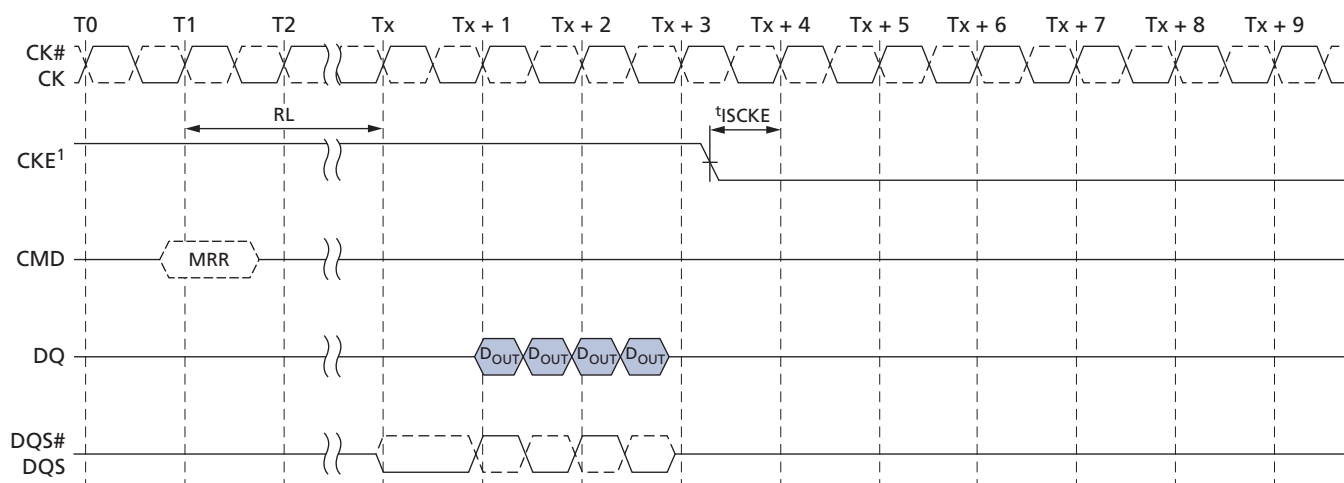 T0 T1 T2 Tx Tx + 1 Tx + 2 Tx + 3 Tx + 4 Tx + 5 Tx + 6 Tx + 7 Tx + 8 Tx + 9
CK#
CK
RL
tISCKE
CKE1
CMD
MRR
DQ
DOUT DOUT DOUT DOUT
DQS#
DQS